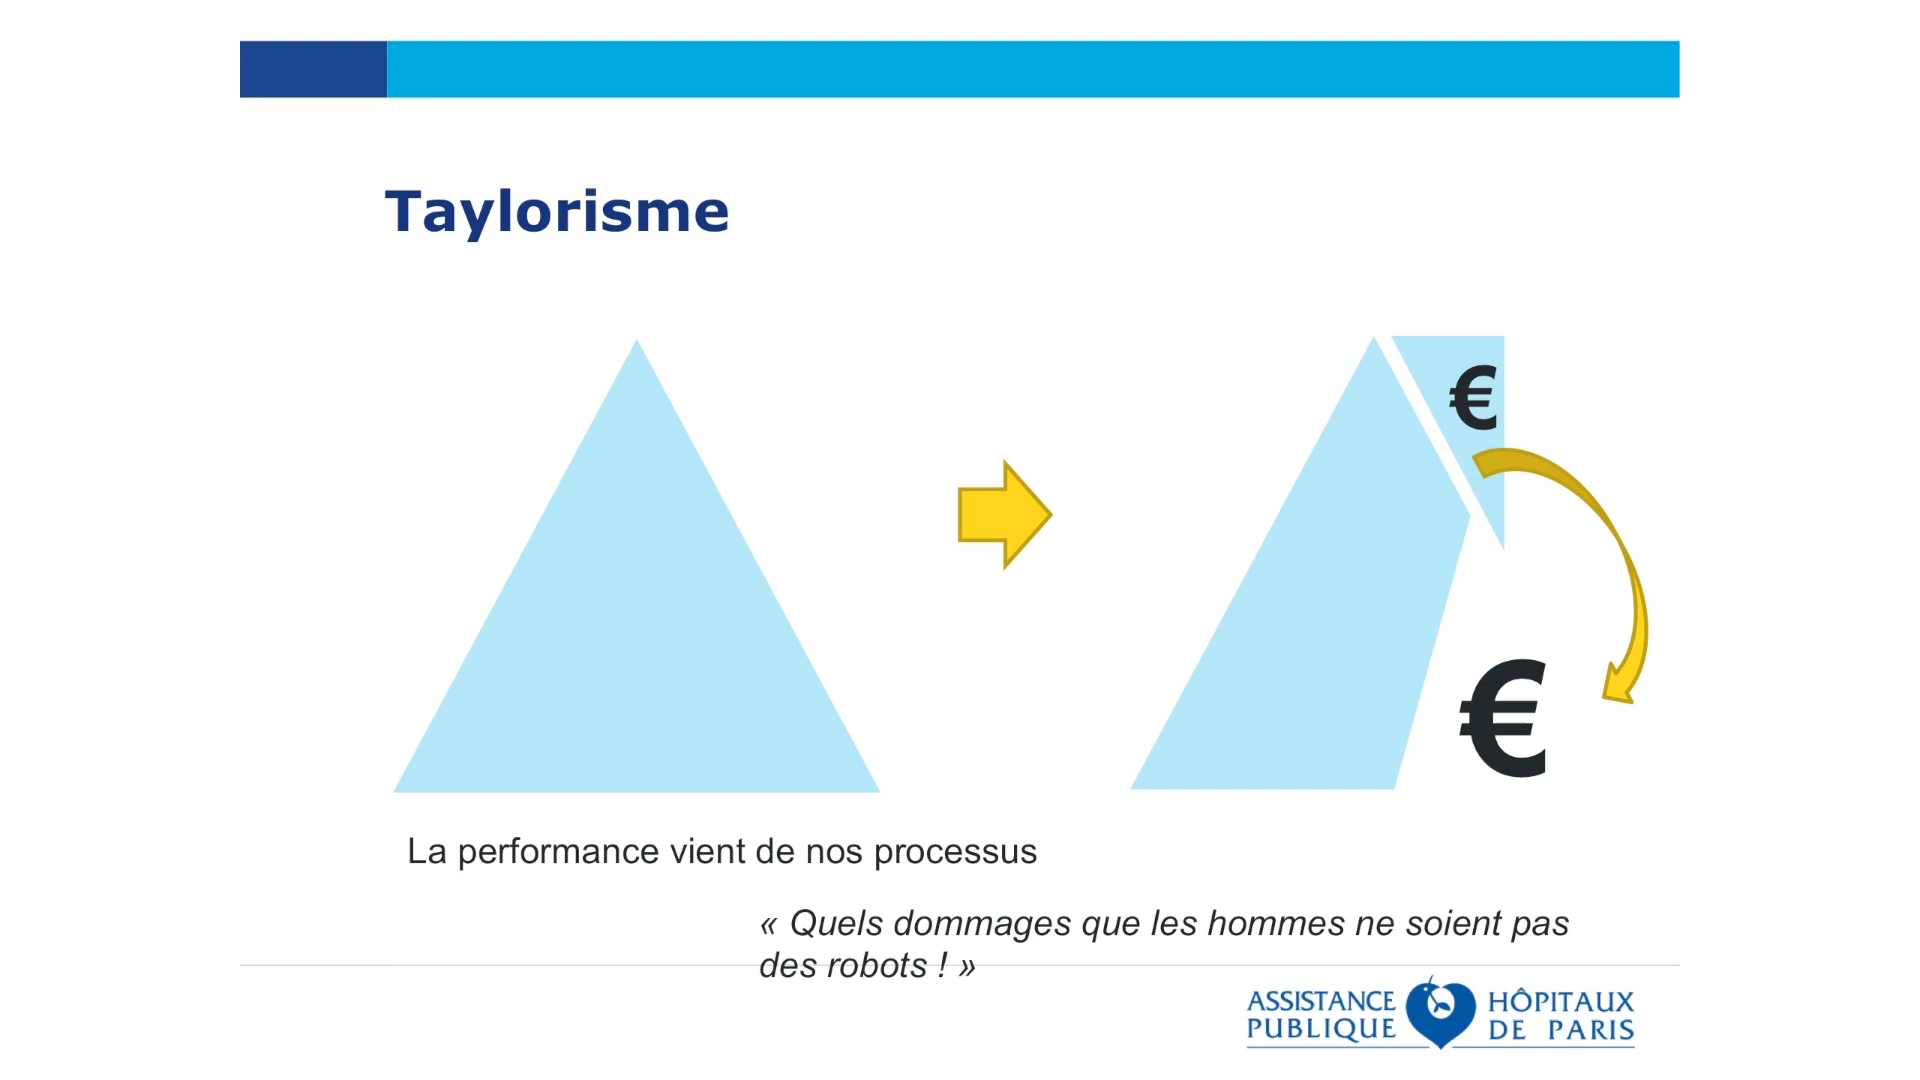 Taylorisme
€
€
La performance vient de nos processus
« Quels dommages que les hommes ne soient pas
des robots ! »
ASSISTANCE HÔPITAUX
PUBLIQUE DE PARIS